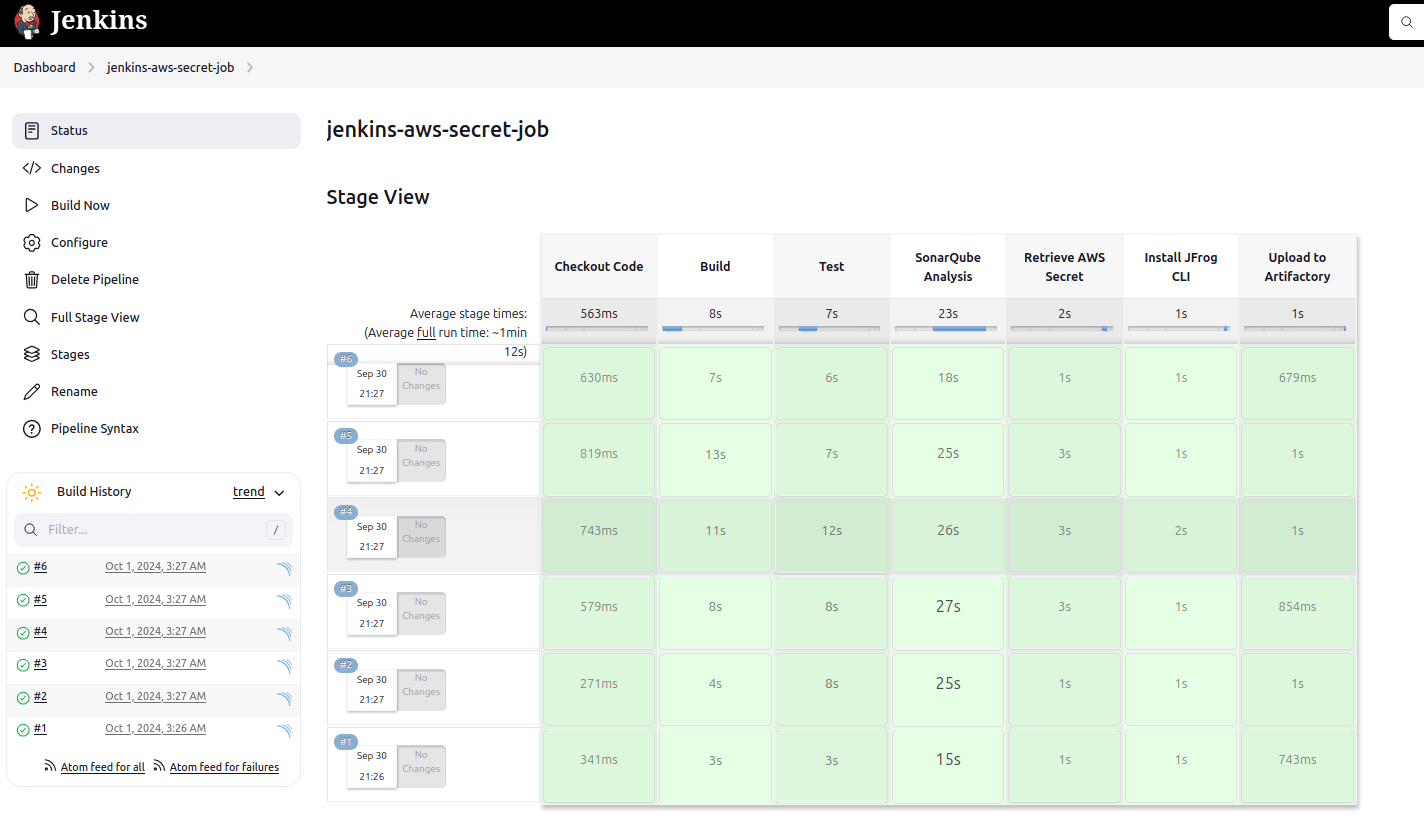 Jenkins
Dashboard
jenkins-aws-secret-job
Status
Changes
Build Now
Configure
Delete Pipeline
Full Stage View
Stages
Rename
Pipeline Syntax
Build History
trend
Filter...
/
#6 Oct 1, 2024, 3:27 AM
#5 Oct 1, 2024, 3:27 AM
#4 Oct 1, 2024, 3:27 AM
#3 Oct 1, 2024, 3:27 AM
#2 Oct 1, 2024, 3:27 AM
#1 Oct 1, 2024, 3:26 AM
Atom feed for all
Atom feed for failures
jenkins-aws-secret-job
Stage View
Checkout Code
Build
Test
SonarQube
Analysis
Retrieve AWS
Secret
Install JFrog
CLI
Upload to
Artifactory
Average stage times:
(Average full run time: ~1min
12s)
563ms 8s 7s 23s 2s 1s 1s
#6
Sep 30
21:27
No
Changes
630ms 7s 6s 18s 1s 1s 679ms
#5
Sep 30
21:27
No
Changes
819ms 13s 7s 25s 3s 1s 1s
#4
Sep 30
21:27
No
Changes
743ms 11s 12s 26s 3s 2s 1s
#3
Sep 30
21:27
No
Changes
579ms 8s 8s 27s 3s 1s 854ms
#2
Sep 30
21:27
No
Changes
271ms 4s 8s 25s 1s 1s 1s
#1
Sep 30
21:26
No
Changes
341ms 3s 3s 15s 1s 1s 743ms